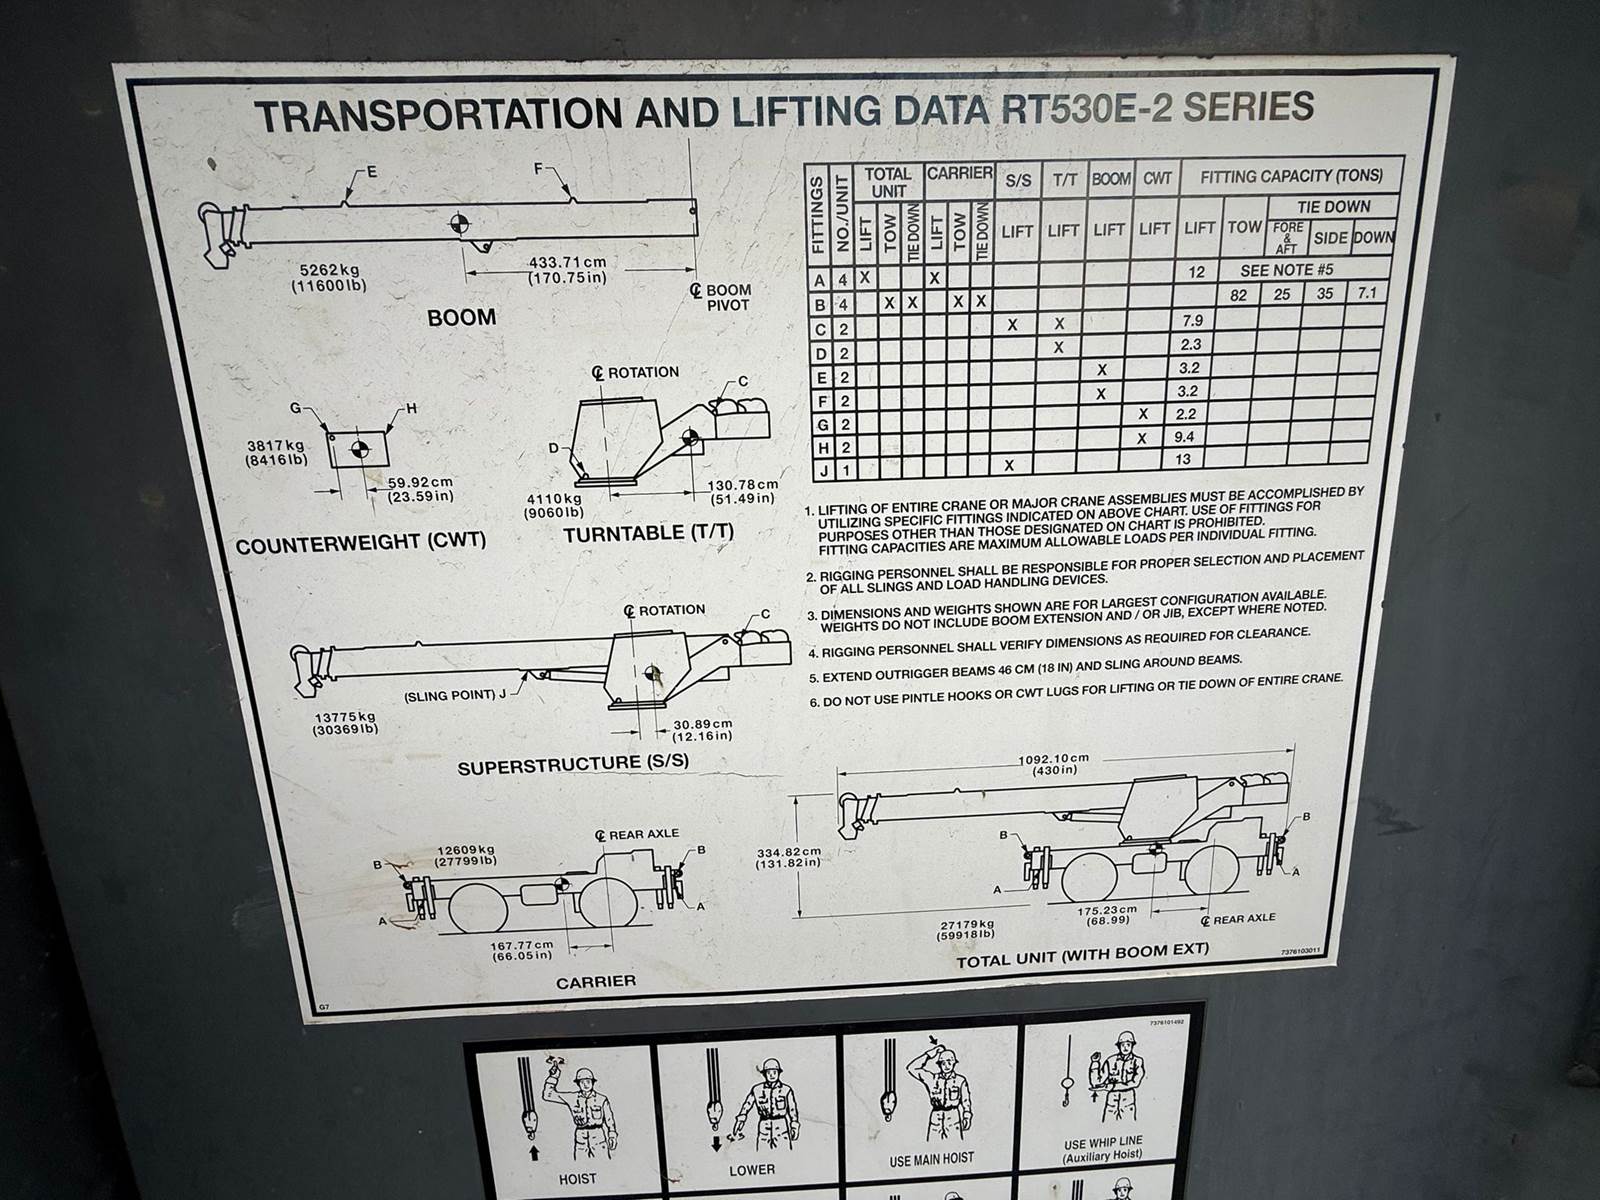 TRANSPORTATION AND LIFTING DATA RT530E-2 SERIES
E
F
5262kg
(11600lb)
433.71cm
(170.75in)
℄ BOOM
PIVOT
BOOM
G
H
3817kg
(8416lb)
59.92cm
(23.59in)
COUNTERWEIGHT (CWT)
℄ ROTATION
C
D
4110kg
(9060lb)
130.78cm
(51.49in)
TURNTABLE (T/T)
℄ ROTATION
C
(SLING POINT) J
13775kg
(30369lb)
30.89cm
(12.16in)
SUPERSTRUCTURE (S/S)
℄ REAR AXLE
12609kg
(27799lb)
B
B
A
A
167.77cm
(66.05in)
CARRIER
G7
FITTINGS NO./UNIT TOTAL UNIT CARRIER S/S T/T BOOM CWT FITTING CAPACITY (TONS)
LIFT TOW TIEDOWN LIFT TOW TIEDOWN LIFT LIFT LIFT LIFT LIFT TOW TIE DOWN
FORE & AFT SIDE DOWN
A 4 X X 12 SEE NOTE #5
B 4 X X X X 82 25 35 7.1
C 2 X X 7.9
D 2 X 2.3
E 2 X 3.2
F 2 X 3.2
G 2 X 2.2
H 2 X 9.4
J 1 X 13
1. LIFTING OF ENTIRE CRANE OR MAJOR CRANE ASSEMBLIES MUST BE ACCOMPLISHED BY
UTILIZING SPECIFIC FITTINGS INDICATED ON ABOVE CHART. USE OF FITTINGS FOR
PURPOSES OTHER THAN THOSE DESIGNATED ON CHART IS PROHIBITED.
FITTING CAPACITIES ARE MAXIMUM ALLOWABLE LOADS PER INDIVIDUAL FITTING.
2. RIGGING PERSONNEL SHALL BE RESPONSIBLE FOR PROPER SELECTION AND PLACEMENT
OF ALL SLINGS AND LOAD HANDLING DEVICES.
3. DIMENSIONS AND WEIGHTS SHOWN ARE FOR LARGEST CONFIGURATION AVAILABLE.
WEIGHTS DO NOT INCLUDE BOOM EXTENSION AND / OR JIB, EXCEPT WHERE NOTED.
4. RIGGING PERSONNEL SHALL VERIFY DIMENSIONS AS REQUIRED FOR CLEARANCE.
5. EXTEND OUTRIGGER BEAMS 46 CM (18 IN) AND SLING AROUND BEAMS.
6. DO NOT USE PINTLE HOOKS OR CWT LUGS FOR LIFTING OR TIE DOWN OF ENTIRE CRANE.
1092.10cm
(430in)
334.82cm
(131.82in)
B
B
A
A
27179kg
(59918lb)
175.23cm
(68.99)
℄ REAR AXLE
TOTAL UNIT (WITH BOOM EXT)
7376103011
7376101492
HOIST
LOWER
USE MAIN HOIST
USE WHIP LINE
(Auxiliary Hoist)